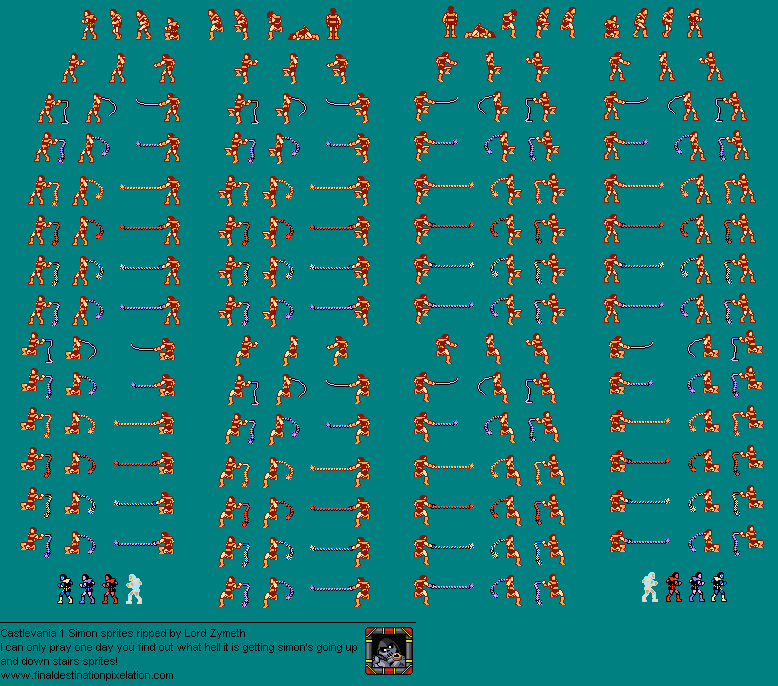 Castlevania 1 Simon sprites ripped by Lord Zymeth
I can only pray one day you find out what hell it is getting simon's going up
and down stairs sprites!
www.finaldestinationpixelation.com